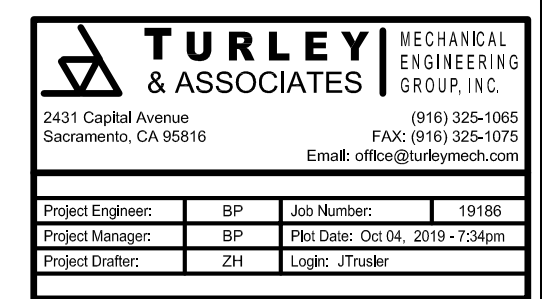 TURLEY
& ASSOCIATES
MECHANICAL
ENGINEERING
GROUP, INC.
2431 Capital Avenue (916) 325-1065
Sacramento, CA 95816 FAX: (916) 325-1075
Email: office@turleymech.com
Project Engineer: BP Job Number: 19186
Project Manager: BP Plot Date: Oct 04, 2019 - 7:34pm
Project Drafter: ZH Login: JTrusler